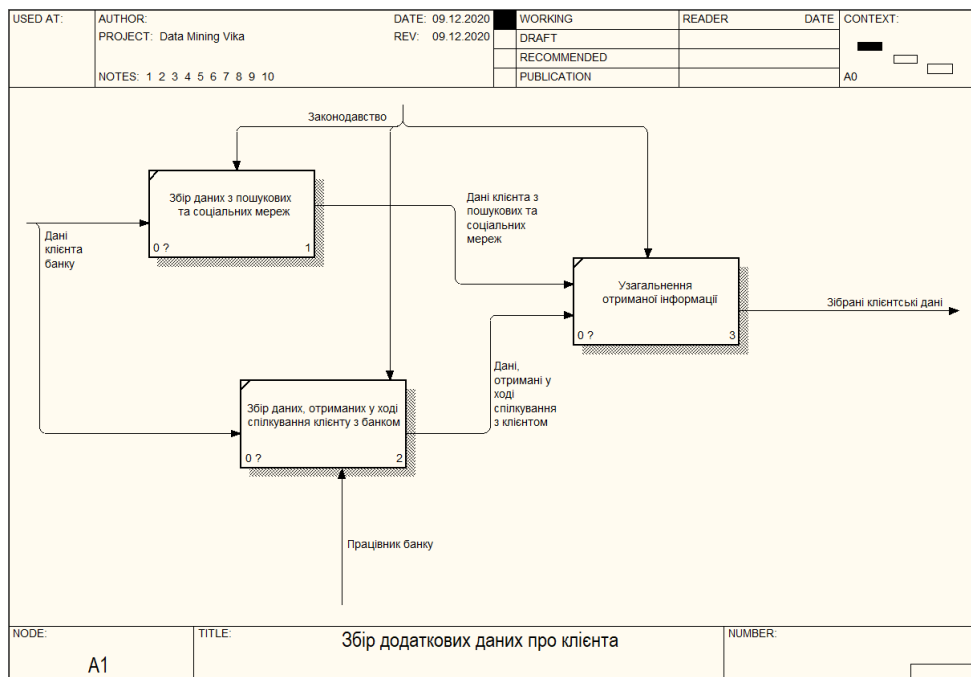 USED AT:
AUTHOR:
DATE: 09.12.2020
PROJECT: Data Mining Vika
REV: 09.12.2020
NOTES: 1 2 3 4 5 6 7 8 9 10
WORKING
DRAFT
RECOMMENDED
PUBLICATION
READER
DATE
CONTEXT:
A0
Законодавство
Збір даних з пошукових
та соціальних мереж
0 ?
1
Дані
клієнта
банку
Дані клієнта з
пошукових та
соціальних
мереж
Узагальнення
отриманої інформації
0 ?
3
Зібрані клієнтські дані
Збір даних, отриманих у ході
спілкування клієнту з банком
0 ?
2
Дані,
отримані у
ході
спілкування
з клієнтом
Працівник банку
NODE:
A1
TITLE:
Збір додаткових даних про клієнта
NUMBER: